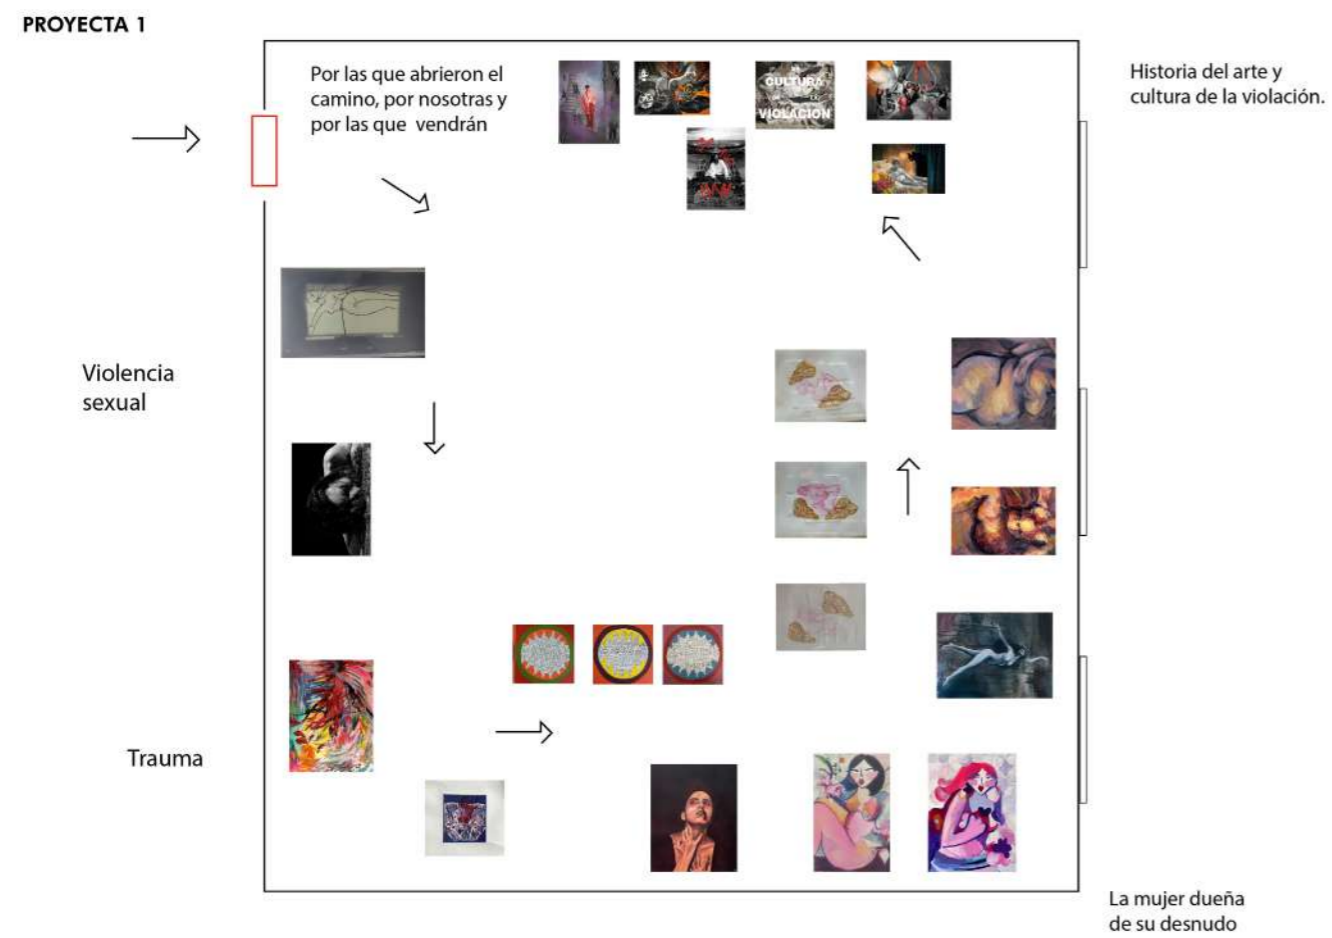 PROYECTA 1
Por las que abrieron el
camino, por nosotras y
por las que vendrán
Historia del arte y
cultura de la violación.
CULTURA
VIOLACION
Violencia
sexual
Trauma
La mujer dueña
de su desnudo